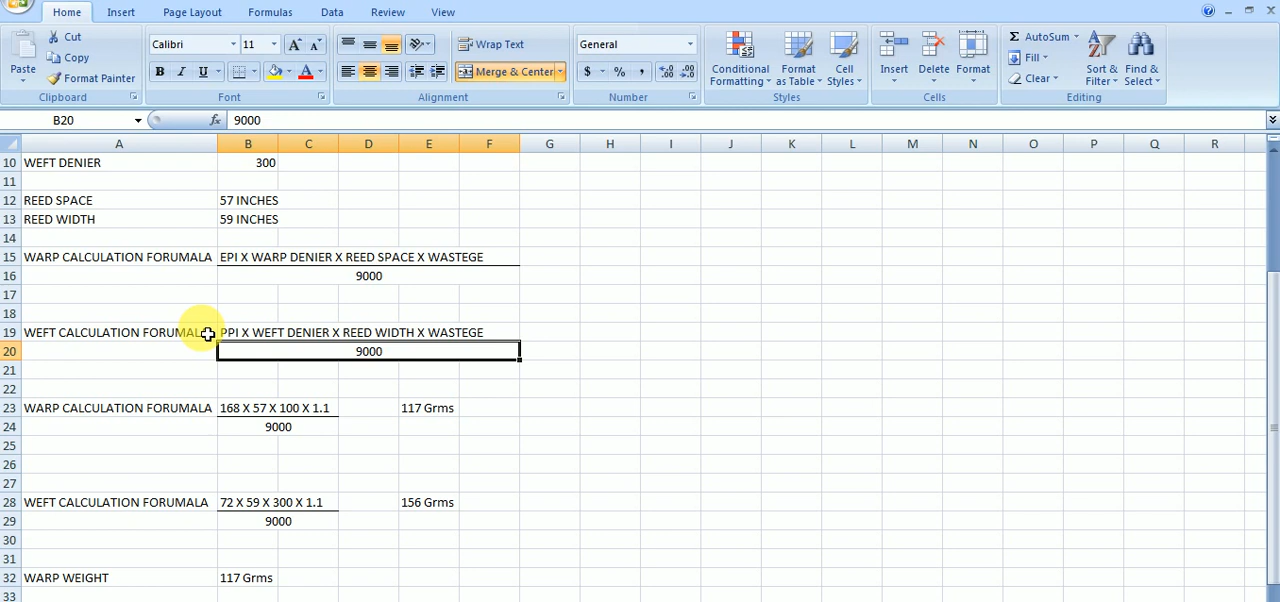 Home Insert Page Layout Formulas Data Review View
Paste
Cut
Copy
Format Painter
Clipboard
Calibri 11 A A
B I U A
Font
Wrap Text
Merge & Center
Alignment
General
$ % , .0 .00 .00 .0
Number
Conditional Formatting
Format as Table
Cell Styles
Styles
Insert Delete Format
Cells
Σ AutoSum
Fill
Clear
Sort & Filter
Find & Select
Editing
B20 fx 9000
A B C D E F G H I J K L M N O P Q R
10 WEFT DENIER 300
11
12 REED SPACE 57 INCHES
13 REED WIDTH 59 INCHES
14
15 WARP CALCULATION FORUMALA EPI X WARP DENIER X REED SPACE X WASTEGE
16 9000
17
18
19 WEFT CALCULATION FORUMALA PPI X WEFT DENIER X REED WIDTH X WASTEGE
20 9000
21
22
23 WARP CALCULATION FORUMALA 168 X 57 X 100 X 1.1 117 Grms
24 9000
25
26
27
28 WEFT CALCULATION FORUMALA 72 X 59 X 300 X 1.1 156 Grms
29 9000
30
31
32 WARP WEIGHT 117 Grms
33